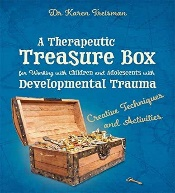 Dr Karen Treisman
A Therapeutic
Treasure Box
for Working with Children and Adolescents with
Developmental Trauma
Creative Techniques
and Activities